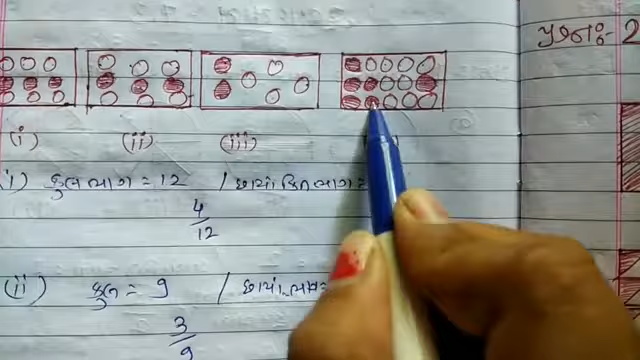 પ્રશ્ન:- 2
(i) (ii) (iii)
કુલ ભાગ = 12 / છાયાંકિત ભાગ =
4/12
(ii) કુલ = 9 /
3/9